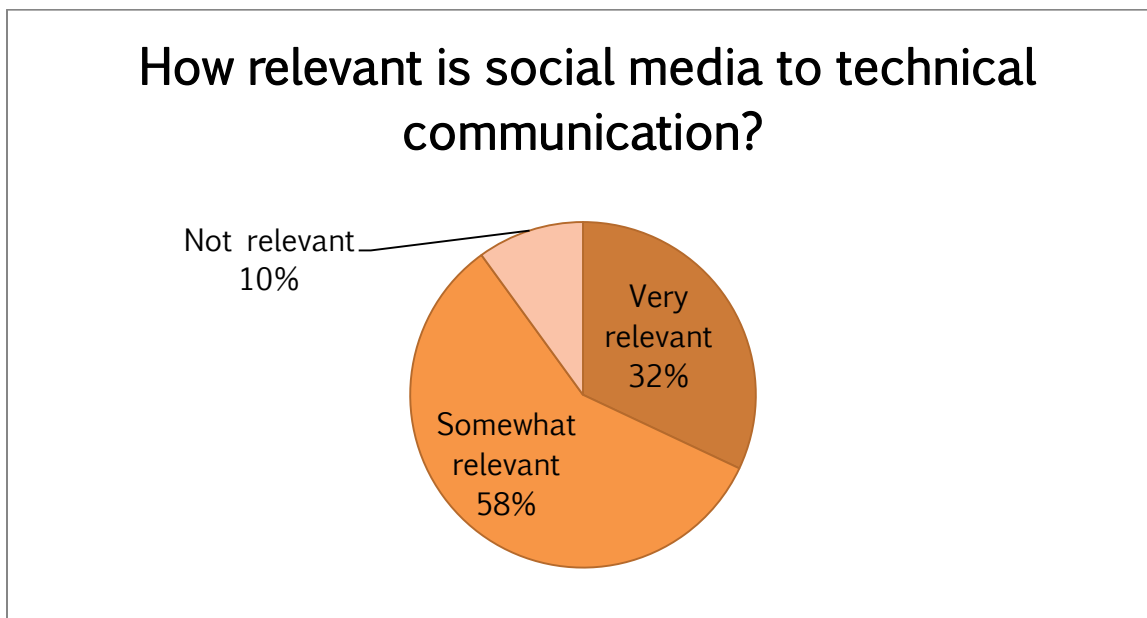 How relevant is social media to technical
communication?
Not relevant
10%
Very
relevant
32%
Somewhat
relevant
58%